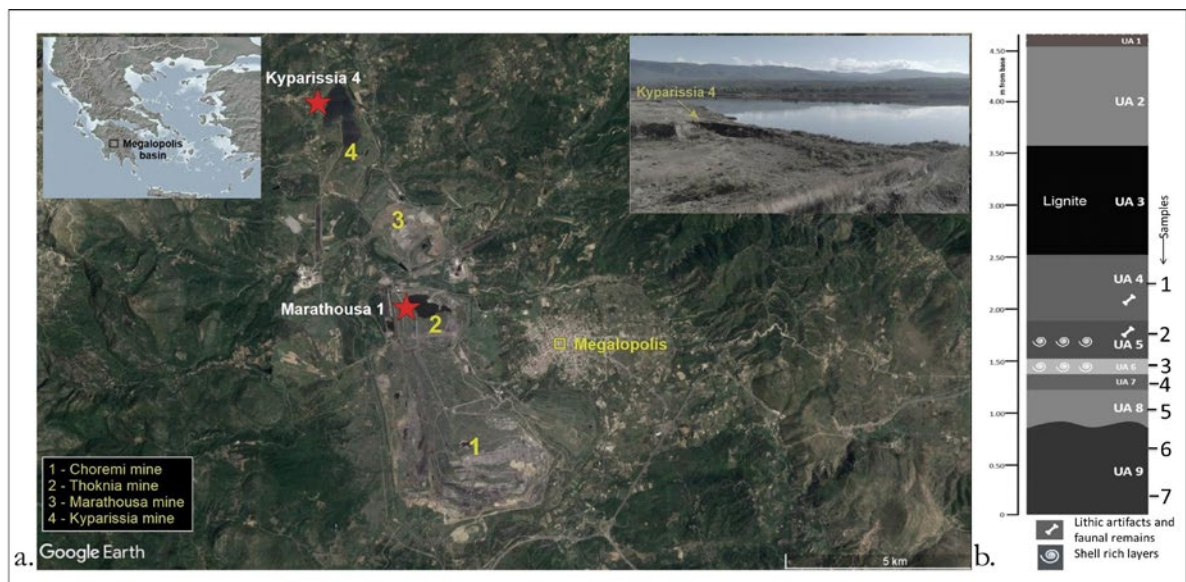 Megalopolis
basin
Kyparissia 4
Kyparissia 4
4
3
Marathousa 1
2
Megalopolis
1
1 - Choremi mine
2 - Thoknia mine
3 - Marathousa mine
4 - Kyparissia mine
a.
Google Earth
5 km
b.
m from base
4.50
4.00
3.50
3.00
2.50
2.00
1.50
1.00
0.50
0.00
UA 1
UA 2
Lignite
UA 3
UA 4
UA 5
UA 6
UA 7
UA 8
UA 9
Samples
1
2
3
4
5
6
7
Lithic artifacts and
faunal remains
Shell rich layers